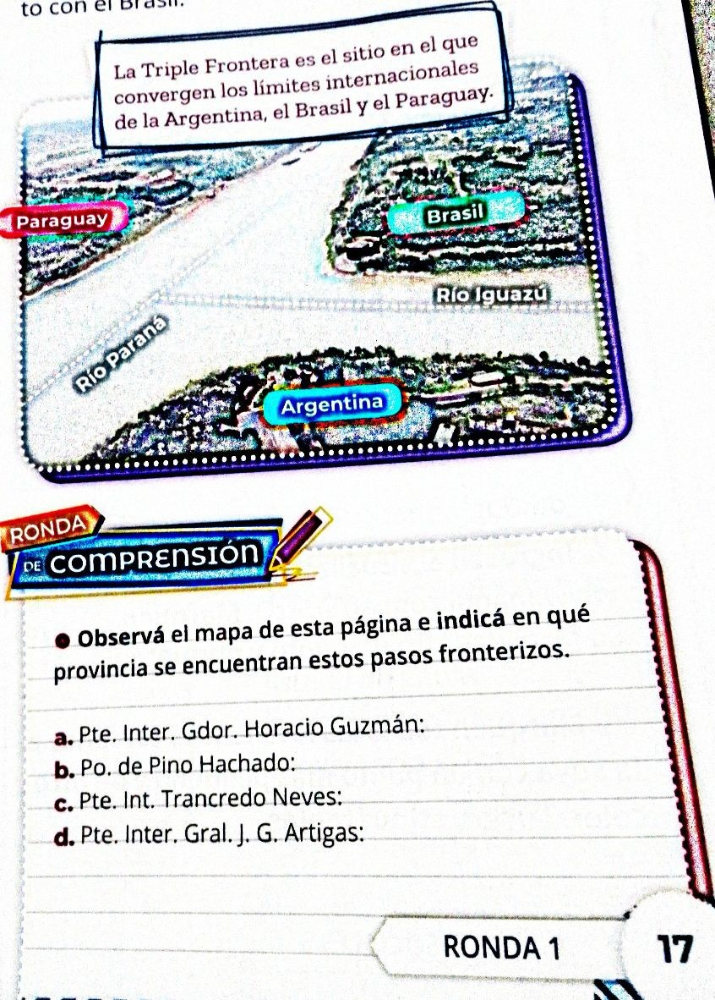 to con el Brasil.
La Triple Frontera es el sitio en el que
convergen los límites internacionales
de la Argentina, el Brasil y el Paraguay.
Paraguay
Brasil
Río Iguazú
Río Paraná
Argentina
RONDA
DE COMPRENSIÓN
Observá el mapa de esta página e indicá en qué
provincia se encuentran estos pasos fronterizos.
a. Pte. Inter. Gdor. Horacio Guzmán:
b. Po. de Pino Hachado:
c. Pte. Int. Trancredo Neves:
d. Pte. Inter. Gral. J. G. Artigas:
RONDA 1
17